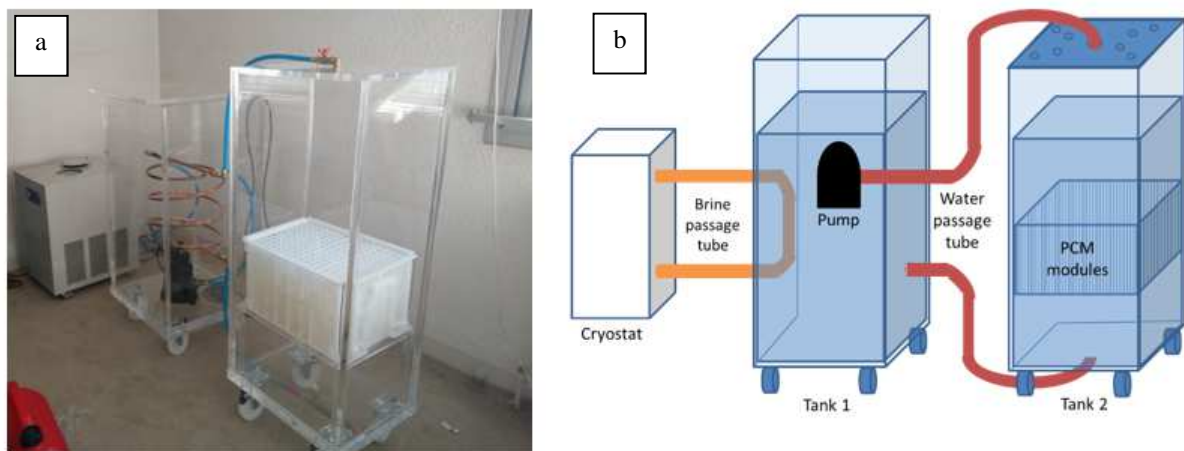 a
b
Brine
passage
tube
Pump
Water
passage
tube
PCM
modules
Cryostat
Tank 1
Tank 2